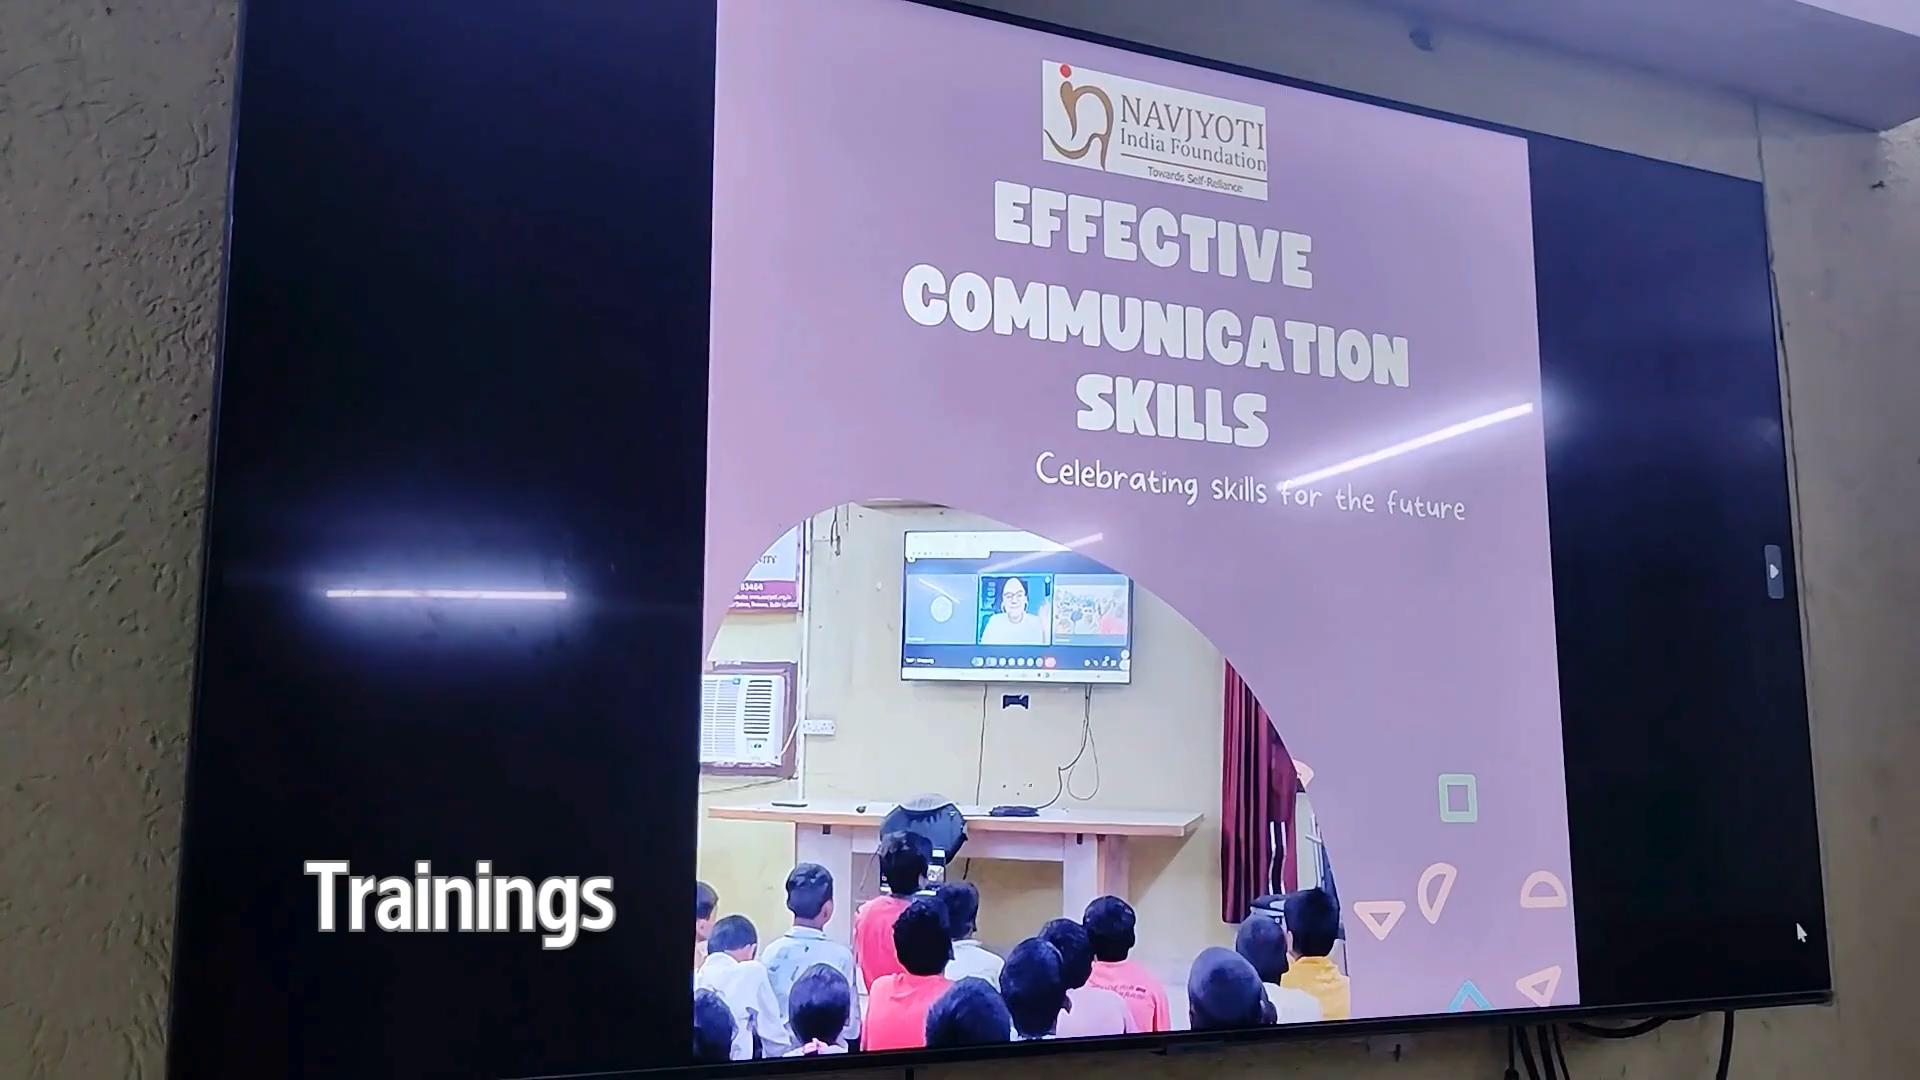 NAVJYOTI
India Foundation
Towards Self-Reliance
EFFECTIVE
COMMUNICATION
SKILLS
Celebrating skills for the future
Trainings